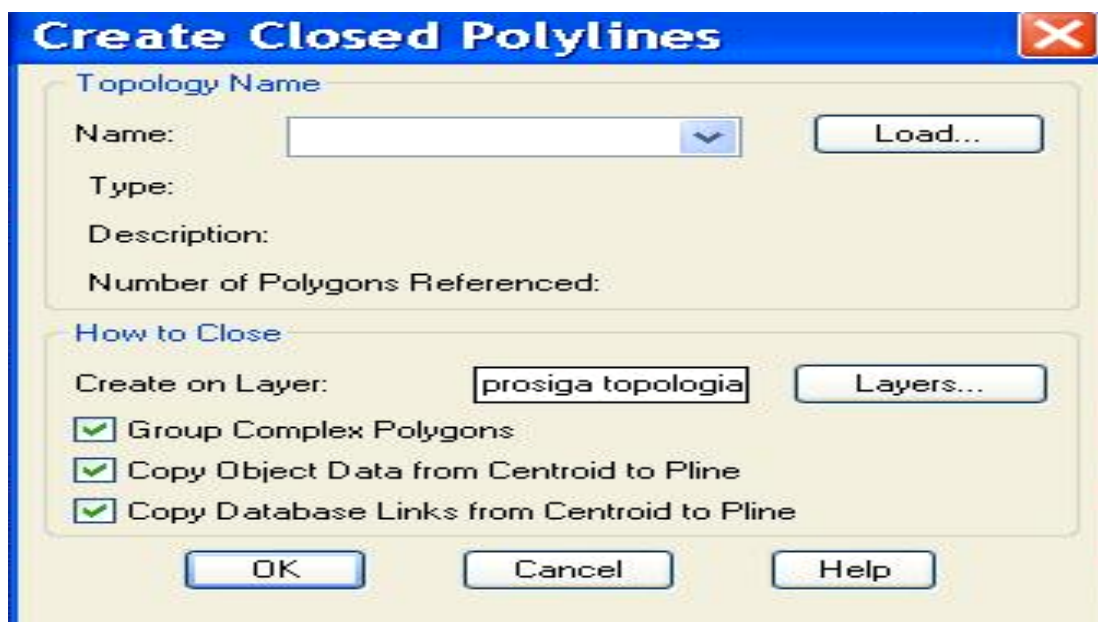 Create Closed Polylines
Topology Name
Name:
Load...
Type:
Description:
Number of Polygons Referenced:
How to Close
Create on Layer:
prosiga topologia
Layers...
Group Complex Polygons
Copy Object Data from Centroid to Pline
Copy Database Links from Centroid to Pline
OK
Cancel
Help